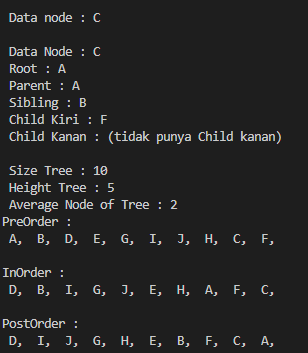 Data node : C
Data Node : C
Root : A
Parent : A
Sibling : B
Child Kiri : F
Child Kanan : (tidak punya Child kanan)
Size Tree : 10
Height Tree : 5
Average Node of Tree : 2
PreOrder :
A, B, D, E, G, I, J, H, C, F,
InOrder :
D, B, I, G, J, E, H, A, F, C,
PostOrder :
D, I, J, G, H, E, B, F, C, A,